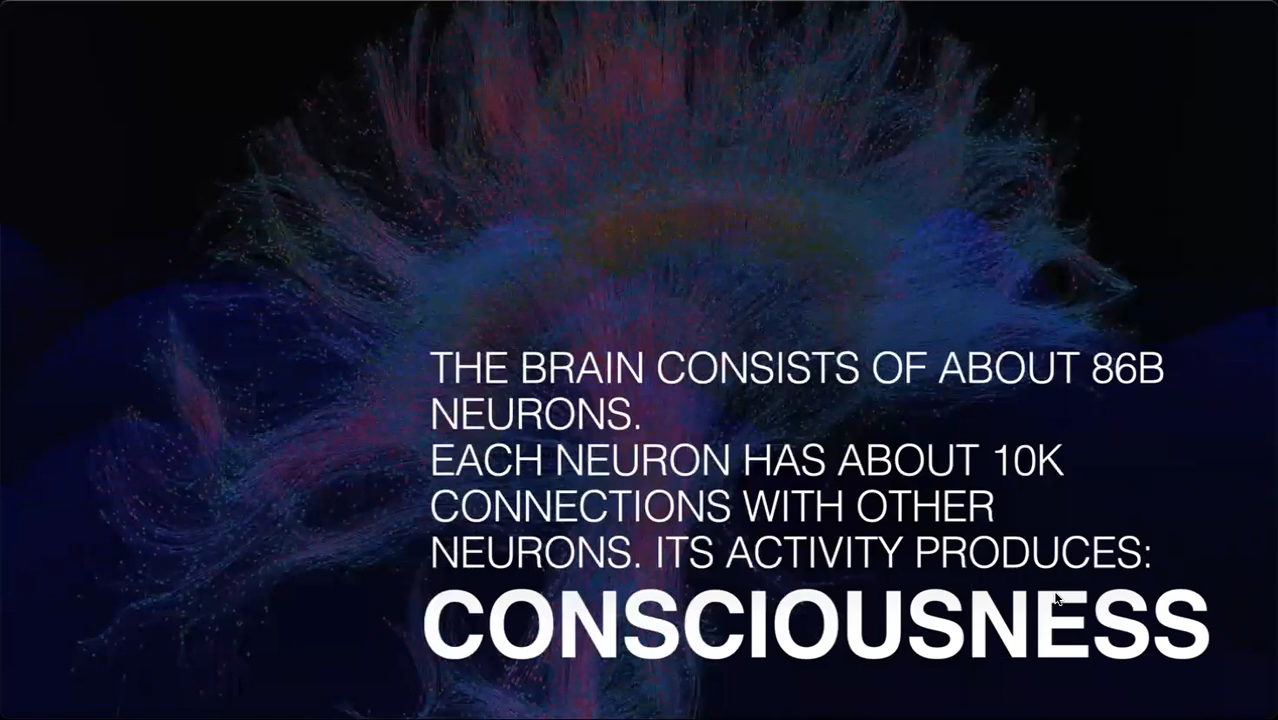 THE BRAIN CONSISTS OF ABOUT 86B
NEURONS.
EACH NEURON HAS ABOUT 10K
CONNECTIONS WITH OTHER
NEURONS. ITS ACTIVITY PRODUCES:
CONSCIOUSNESS